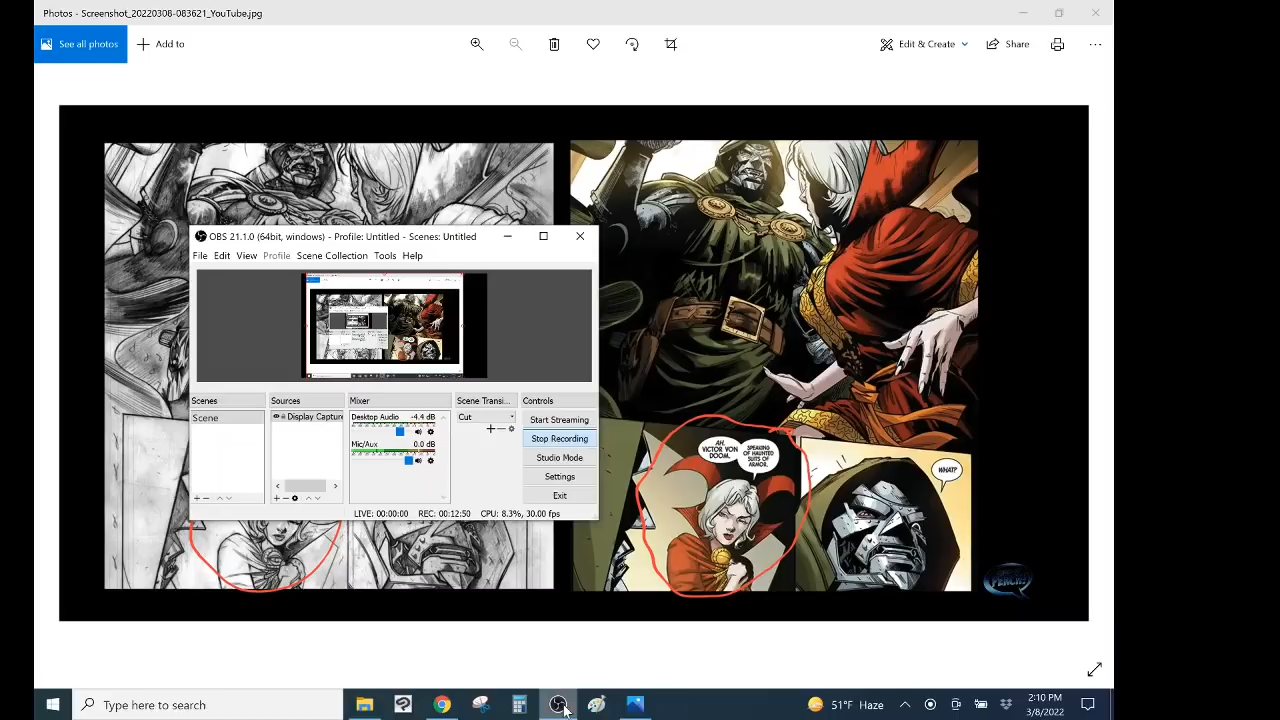 Photos - Screenshot_20220308-083621_YouTube.jpg
See all photos
Add to
Edit & Create
Share
OBS 21.1.0 (64bit, windows) - Profile: Untitled - Scenes: Untitled
File Edit View Profile Scene Collection Tools Help
Scenes
Sources
Mixer
Scene Transi...
Controls
Scene
Display Capture
Desktop Audio -4.4 dB
Mic/Aux 0.0 dB
Cut
Start Streaming
Stop Recording
Studio Mode
Settings
Exit
LIVE: 00:00:00 REC: 00:12:50 CPU: 8.3%, 30.00 fps
AH.
VICTOR VON
DOOM.
SPEAKING
OF HAUNTED
SUITS OF
ARMOR.
WHAT?
Type here to search
51°F Haze
2:10 PM
3/8/2022